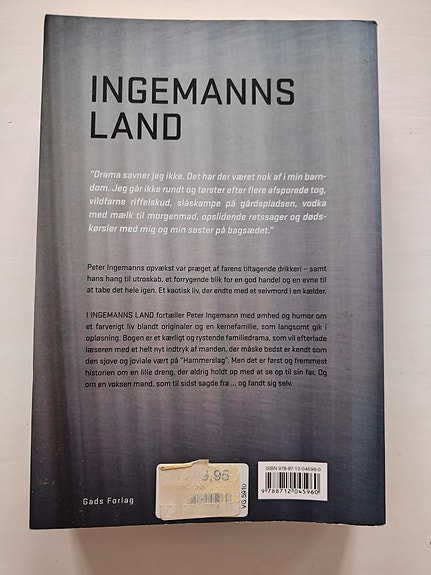 INGEMANNS
LAND
"Drama savner jeg ikke. Det har der været nok af i min barn-
dom. Jeg går ikke rundt og tørster efter flere afsporede tog,
vildfarne riffelskud, slåskampe på gårdspladsen, vodka
med mælk til morgenmad, opslidende retssager og døds-
kørsler med mig og min søster på bagsædet."
Peter Ingemanns opvækst var præget af farens tiltagende drikkeri – samt
hans hang til utroskab, et forrygende blik for en god handel og en evne til
at tabe det hele igen. Et kaotisk liv, der endte med et selvmord i en kælder.
I INGEMANNS LAND fortæller Peter Ingemann med ømhed og humor om
et farverigt liv blandt originaler og en kernefamilie, som langsomt gik i
opløsning. Bogen er et kærligt og rystende familiedrama, som vil efterlade
læseren med et helt nyt indtryk af manden, der måske bedst er kendt som
den sjove og joviale vært på "Hammerslag". Men det er først og fremmest
historien om en lille dreng, der aldrig holdt op med at se op til sin far. Og
om en voksen mand, som til sidst sagde fra ... og fandt sig selv.
Gads Forlag
9,95
VG.5910
ISBN 978-87-12-04596-0
9788712045960